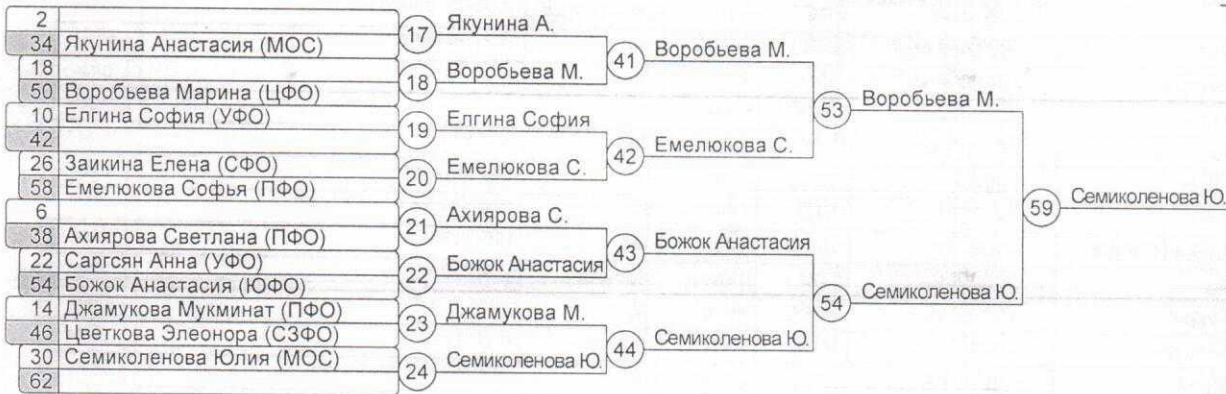 2
34 Якунина Анастасия (МОС)
18
50 Воробьева Марина (ЦФО)
10 Елгина София (УФО)
42
26 Заикина Елена (СФО)
58 Емелюкова Софья (ПФО)
6
38 Ахиярова Светлана (ПФО)
22 Саргсян Анна (УФО)
54 Божок Анастасия (ЮФО)
14 Джамукова Мукминат (ПФО)
46 Цветкова Элеонора (СЗФО)
30 Семиколенова Юлия (МОС)
62
17 Якунина А.
18 Воробьева М.
19 Елгина София
20 Емелюкова С.
21 Ахиярова С.
22 Божок Анастасия
23 Джамукова М.
24 Семиколенова Ю.
41 Воробьева М.
42 Емелюкова С.
43 Божок Анастасия
44 Семиколенова Ю.
53 Воробьева М.
54 Семиколенова Ю.
59 Семиколенова Ю.